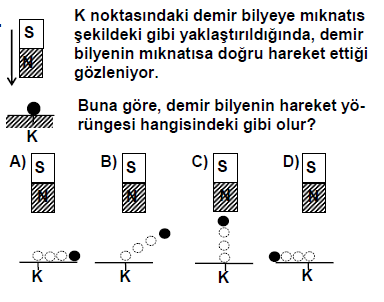 S
N
K
K noktasındaki demir bilyeye mıknatıs
şekildeki gibi yaklaştırıldığında, demir
bilyenin mıknatısa doğru hareket ettiği
gözleniyor.
Buna göre, demir bilyenin hareket yö-
rüngesi hangisindeki gibi olur?
A) S
N
K
B) S
N
K
C) S
N
K
D) S
N
K